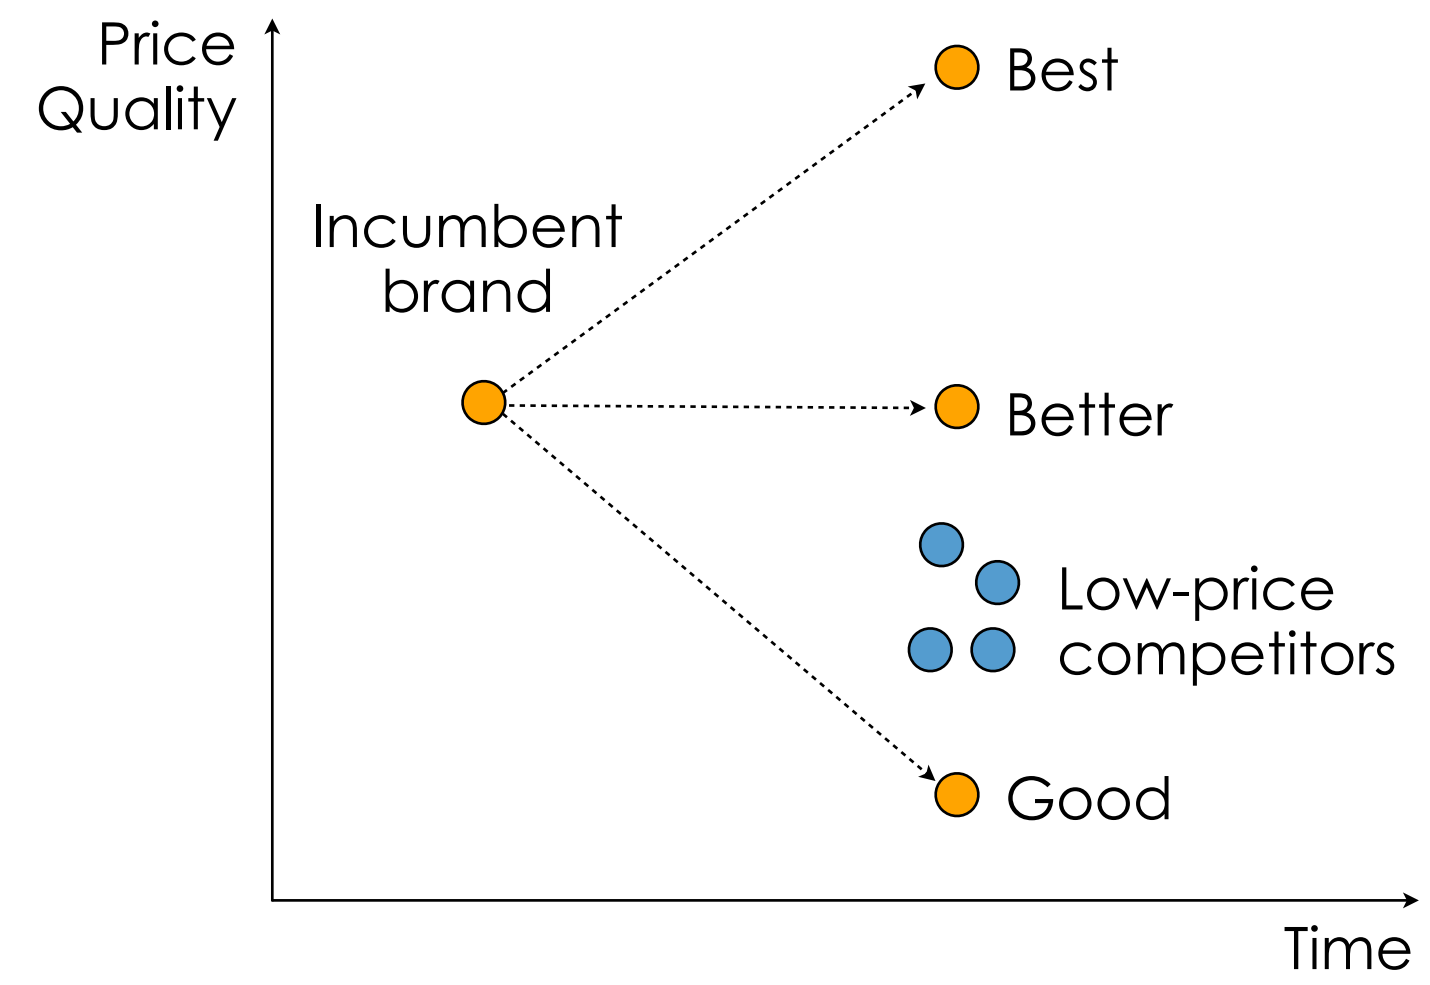 Price
Quality
Best
Incumbent
brand
Better
Low-price
competitors
Good
Time